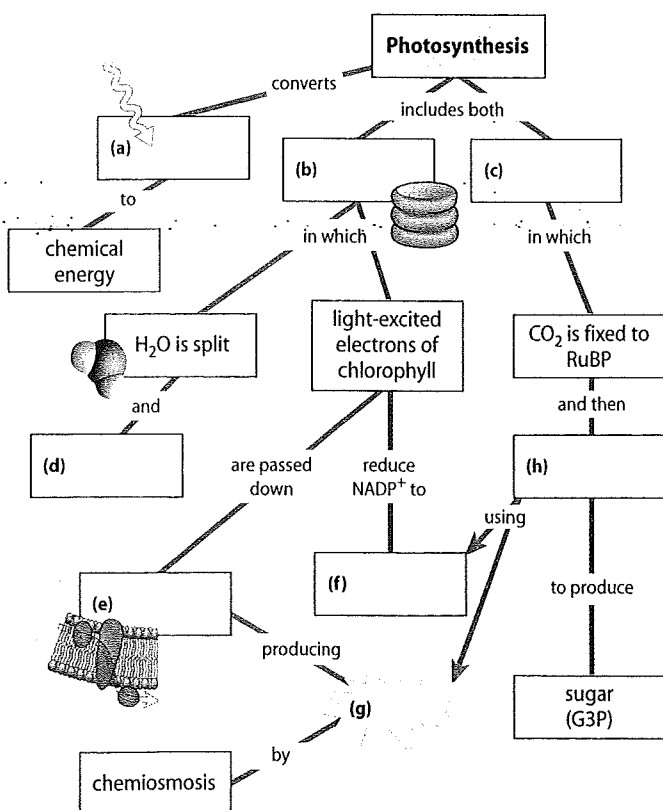 Photosynthesis
converts
includes both
(a)
(b)
(c)
to
in which
in which
chemical
energy
H₂O is split
light-excited
electrons of
chlorophyll
CO₂ is fixed to
RuBP
and
and then
(d)
are passed
down
reduce
NADP⁺ to
(h)
using
(e)
(f)
to produce
producing
(g)
sugar
(G3P)
by
chemiosmosis